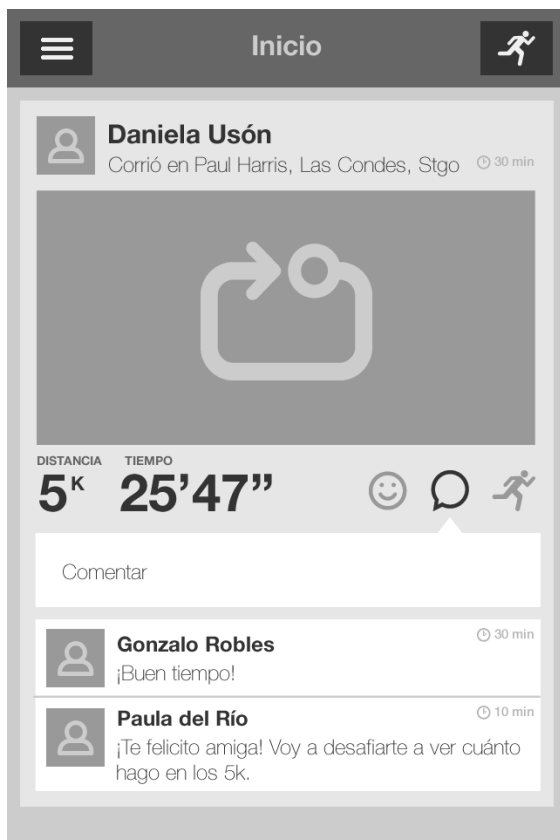 Inicio
Daniela Usón
Corrió en Paul Harris, Las Condes, Stgo
30 min
DISTANCIA TIEMPO
5K 25’47”
Comentar
Gonzalo Robles
30 min
¡Buen tiempo!
Paula del Río
10 min
¡Te felicito amiga! Voy a desafiarte a ver cuánto
hago en los 5k.